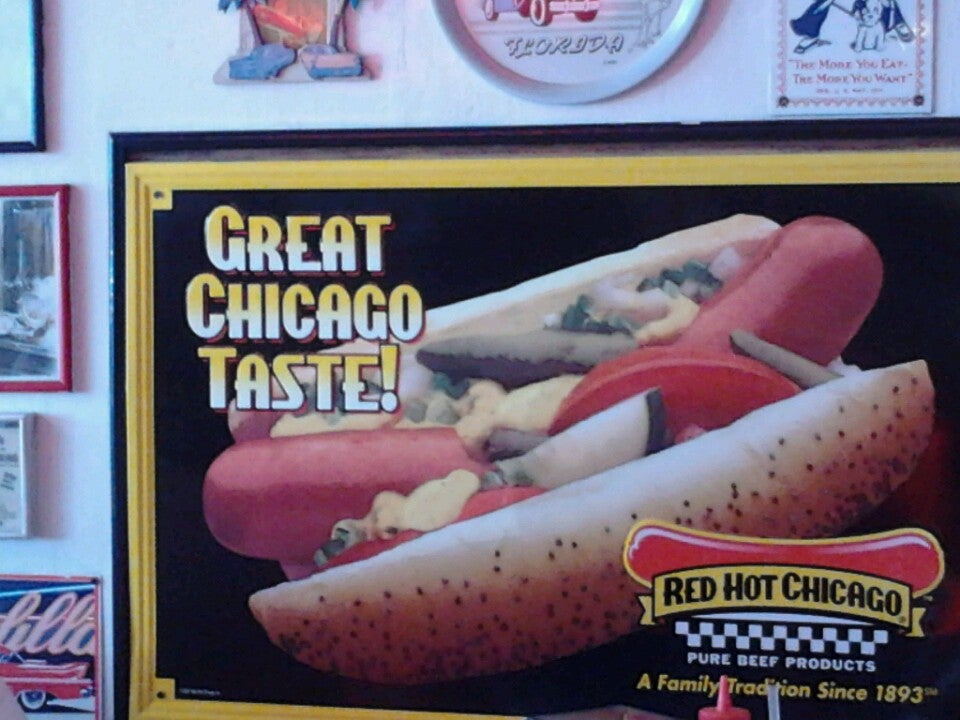 FLORIDA
"THE MORE YOU EAT-
THE MORE YOU WANT"
GREAT
CHICAGO
TASTE!
RED HOT CHICAGO
PURE BEEF PRODUCTS
A Family Tradition Since 1893 SM